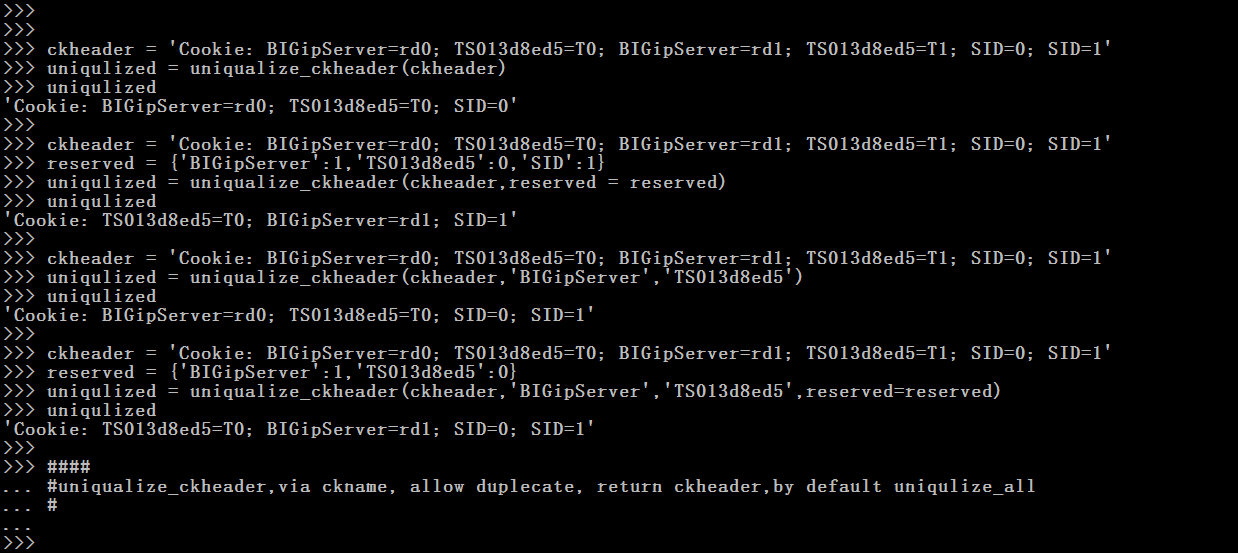 >>>
>>>
>>> ckheader = 'Cookie: BIGipServer=rd0; TS013d8ed5=T0; BIGipServer=rd1; TS013d8ed5=T1; SID=0; SID=1'
>>> uniqulized = uniqualize_ckheader(ckheader)
>>> uniqulized
'Cookie: BIGipServer=rd0; TS013d8ed5=T0; SID=0'
>>>
>>> ckheader = 'Cookie: BIGipServer=rd0; TS013d8ed5=T0; BIGipServer=rd1; TS013d8ed5=T1; SID=0; SID=1'
>>> reserved = {'BIGipServer':1,'TS013d8ed5':0,'SID':1}
>>> uniqulized = uniqualize_ckheader(ckheader,reserved = reserved)
>>> uniqulized
'Cookie: TS013d8ed5=T0; BIGipServer=rd1; SID=1'
>>>
>>> ckheader = 'Cookie: BIGipServer=rd0; TS013d8ed5=T0; BIGipServer=rd1; TS013d8ed5=T1; SID=0; SID=1'
>>> uniqulized = uniqualize_ckheader(ckheader,'BIGipServer','TS013d8ed5')
>>> uniqulized
'Cookie: BIGipServer=rd0; TS013d8ed5=T0; SID=0; SID=1'
>>>
>>> ckheader = 'Cookie: BIGipServer=rd0; TS013d8ed5=T0; BIGipServer=rd1; TS013d8ed5=T1; SID=0; SID=1'
>>> reserved = {'BIGipServer':1,'TS013d8ed5':0}
>>> uniqulized = uniqualize_ckheader(ckheader,'BIGipServer','TS013d8ed5',reserved=reserved)
>>> uniqulized
'Cookie: TS013d8ed5=T0; BIGipServer=rd1; SID=0; SID=1'
>>>
>>> ####
... #uniqualize_ckheader,via ckname, allow duplecate, return ckheader,by default uniqulize_all
... #
...
>>>